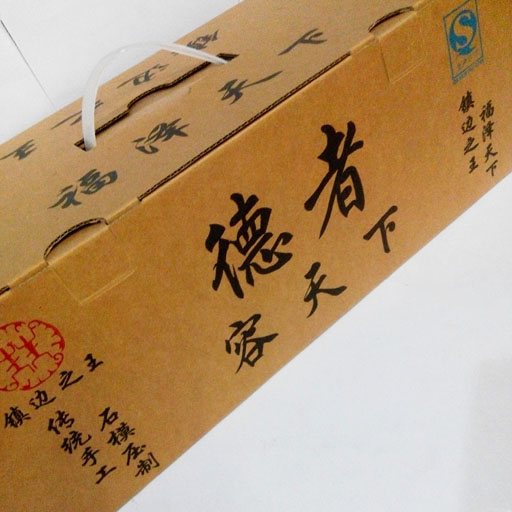 福泽天下
德者
容天下
福泽天下
镇边之王
镇边之王
传统手工
石模压制